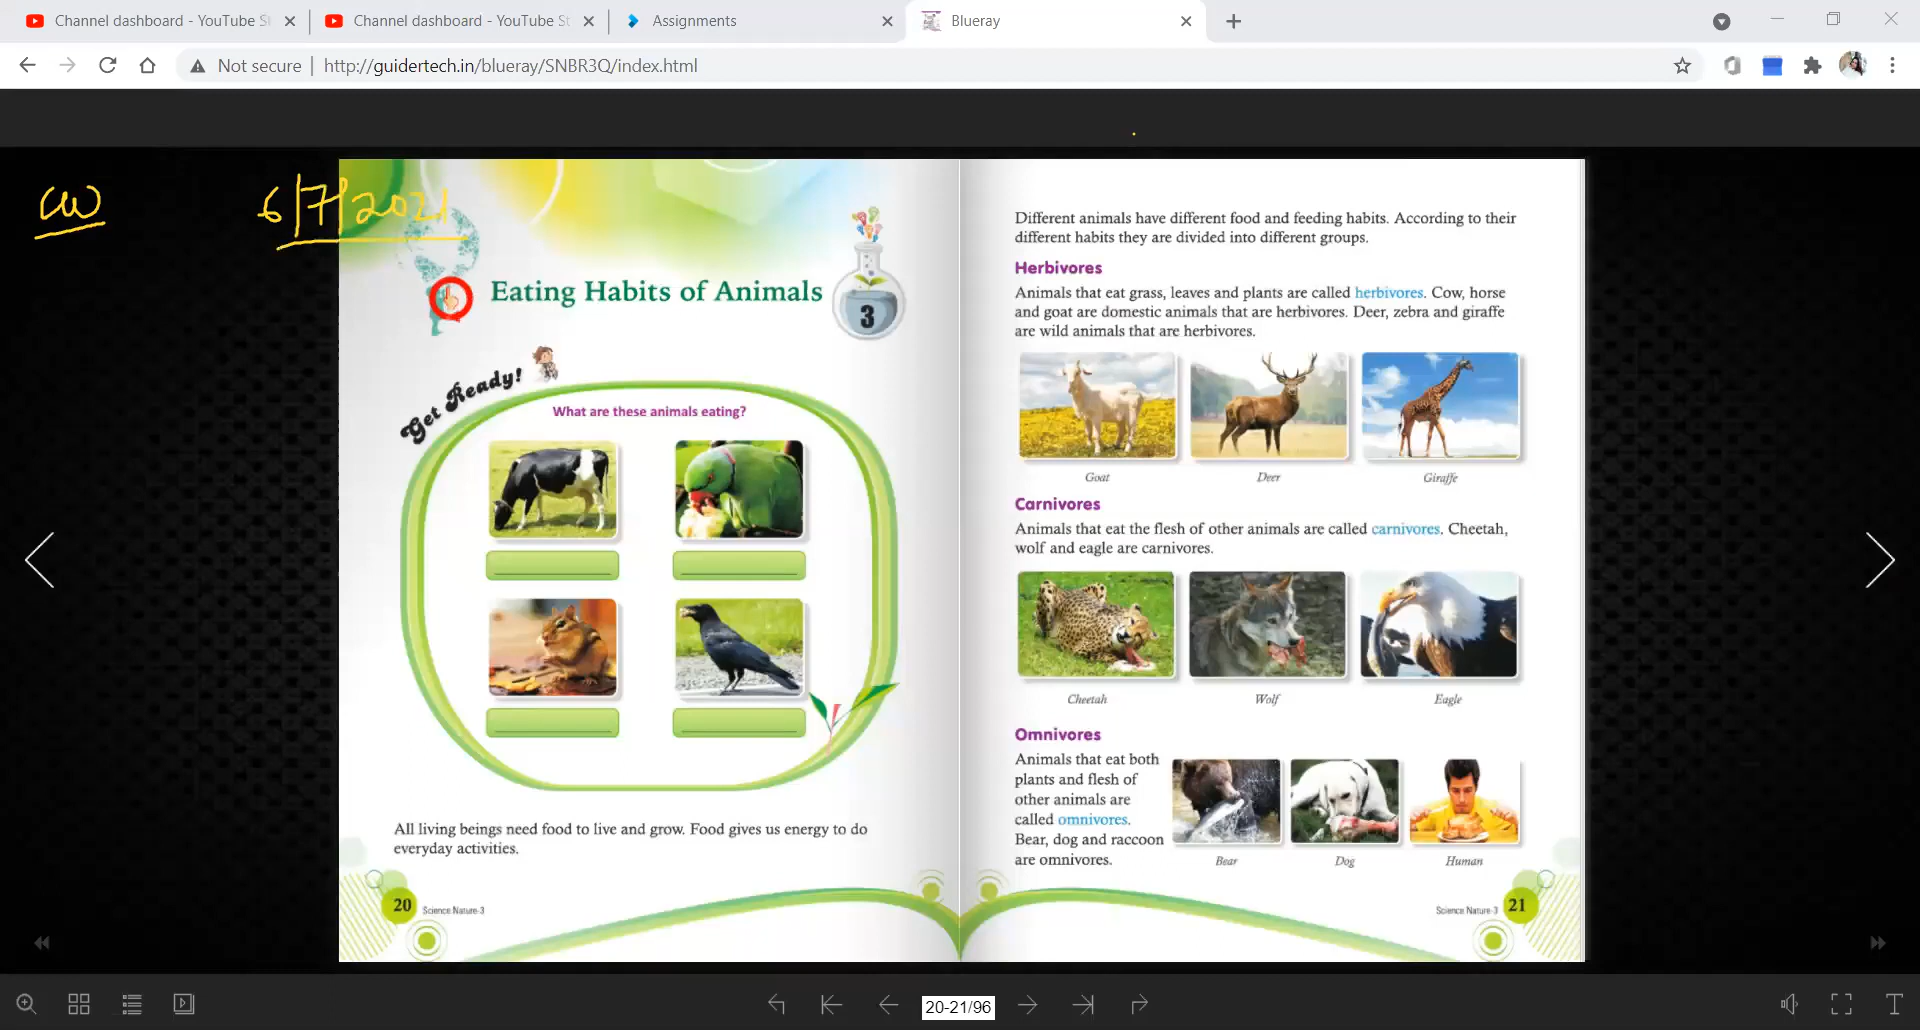 Channel dashboard - YouTube St
Channel dashboard - YouTube St
Assignments
Blueray
Not secure | http://guidertech.in/blueray/SNBR3Q/index.html
CW
6/7/2021
Eating Habits of Animals
3
Get Ready!
What are these animals eating?
All living beings need food to live and grow. Food gives us energy to do
everyday activities.
20
Science Nature-3
Different animals have different food and feeding habits. According to their
different habits they are divided into different groups.
Herbivores
Animals that eat grass, leaves and plants are called herbivores. Cow, horse
and goat are domestic animals that are herbivores. Deer, zebra and giraffe
are wild animals that are herbivores.
Goat
Deer
Giraffe
Carnivores
Animals that eat the flesh of other animals are called carnivores. Cheetah,
wolf and eagle are carnivores.
Cheetah
Wolf
Eagle
Omnivores
Animals that eat both
plants and flesh of
other animals are
called omnivores.
Bear, dog and raccoon
are omnivores.
Bear
Dog
Human
Science Nature-3
21
20-21/96